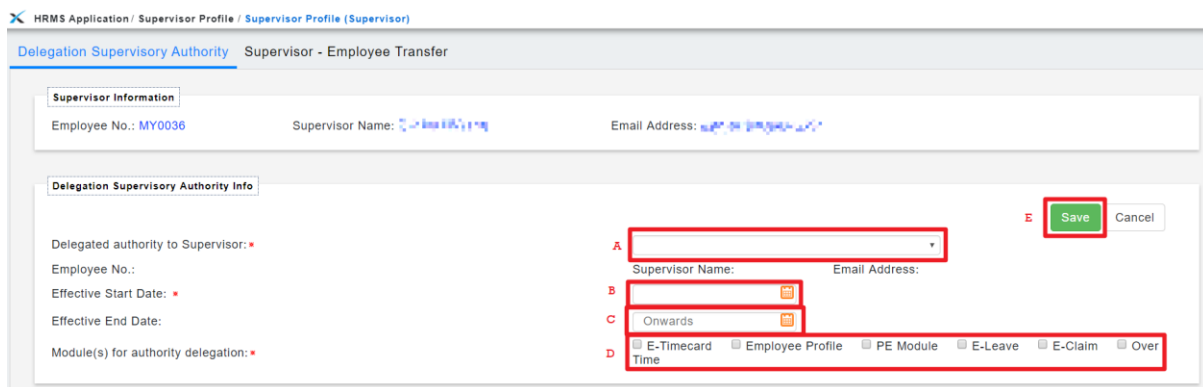 HRMS Application / Supervisor Profile / Supervisor Profile (Supervisor)
Delegation Supervisory Authority Supervisor - Employee Transfer
Supervisor Information
Employee No.: MY0036 Supervisor Name: Email Address:
Delegation Supervisory Authority Info
E Save Cancel
Delegated authority to Supervisor:* A
Employee No.: Supervisor Name: Email Address:
Effective Start Date: * B
Effective End Date: C Onwards
Module(s) for authority delegation:* D E-Timecard Employee Profile PE Module E-Leave E-Claim Over
Time